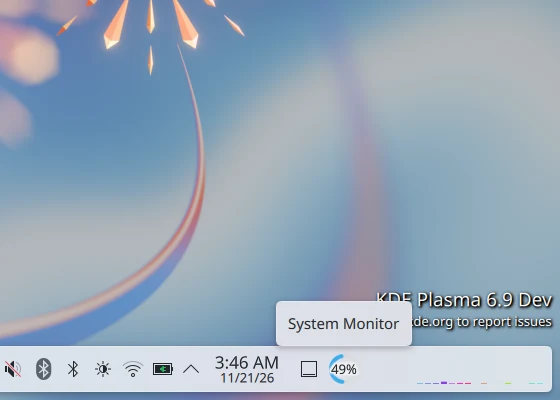 KDE Plasma 6.9 Dev
kde.org to report issues
System Monitor
3:46 AM
11/21/26
49%